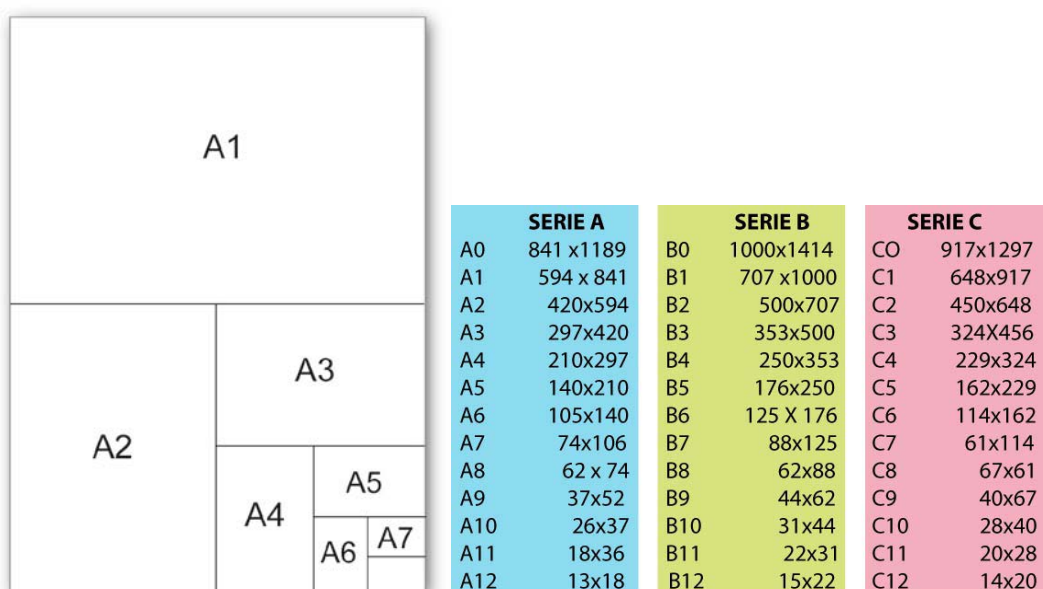 A1
A2
A3
A4
A5
A6
A7
SERIE A
A0 841 x1189
A1 594 x 841
A2 420x594
A3 297x420
A4 210x297
A5 140x210
A6 105x140
A7 74x106
A8 62 x 74
A9 37x52
A10 26x37
A11 18x36
A12 13x18
SERIE B
B0 1000x1414
B1 707 x1000
B2 500x707
B3 353x500
B4 250x353
B5 176x250
B6 125 X 176
B7 88x125
B8 62x88
B9 44x62
B10 31x44
B11 22x31
B12 15x22
SERIE C
CO 917x1297
C1 648x917
C2 450x648
C3 324X456
C4 229x324
C5 162x229
C6 114x162
C7 61x114
C8 67x61
C9 40x67
C10 28x40
C11 20x28
C12 14x20